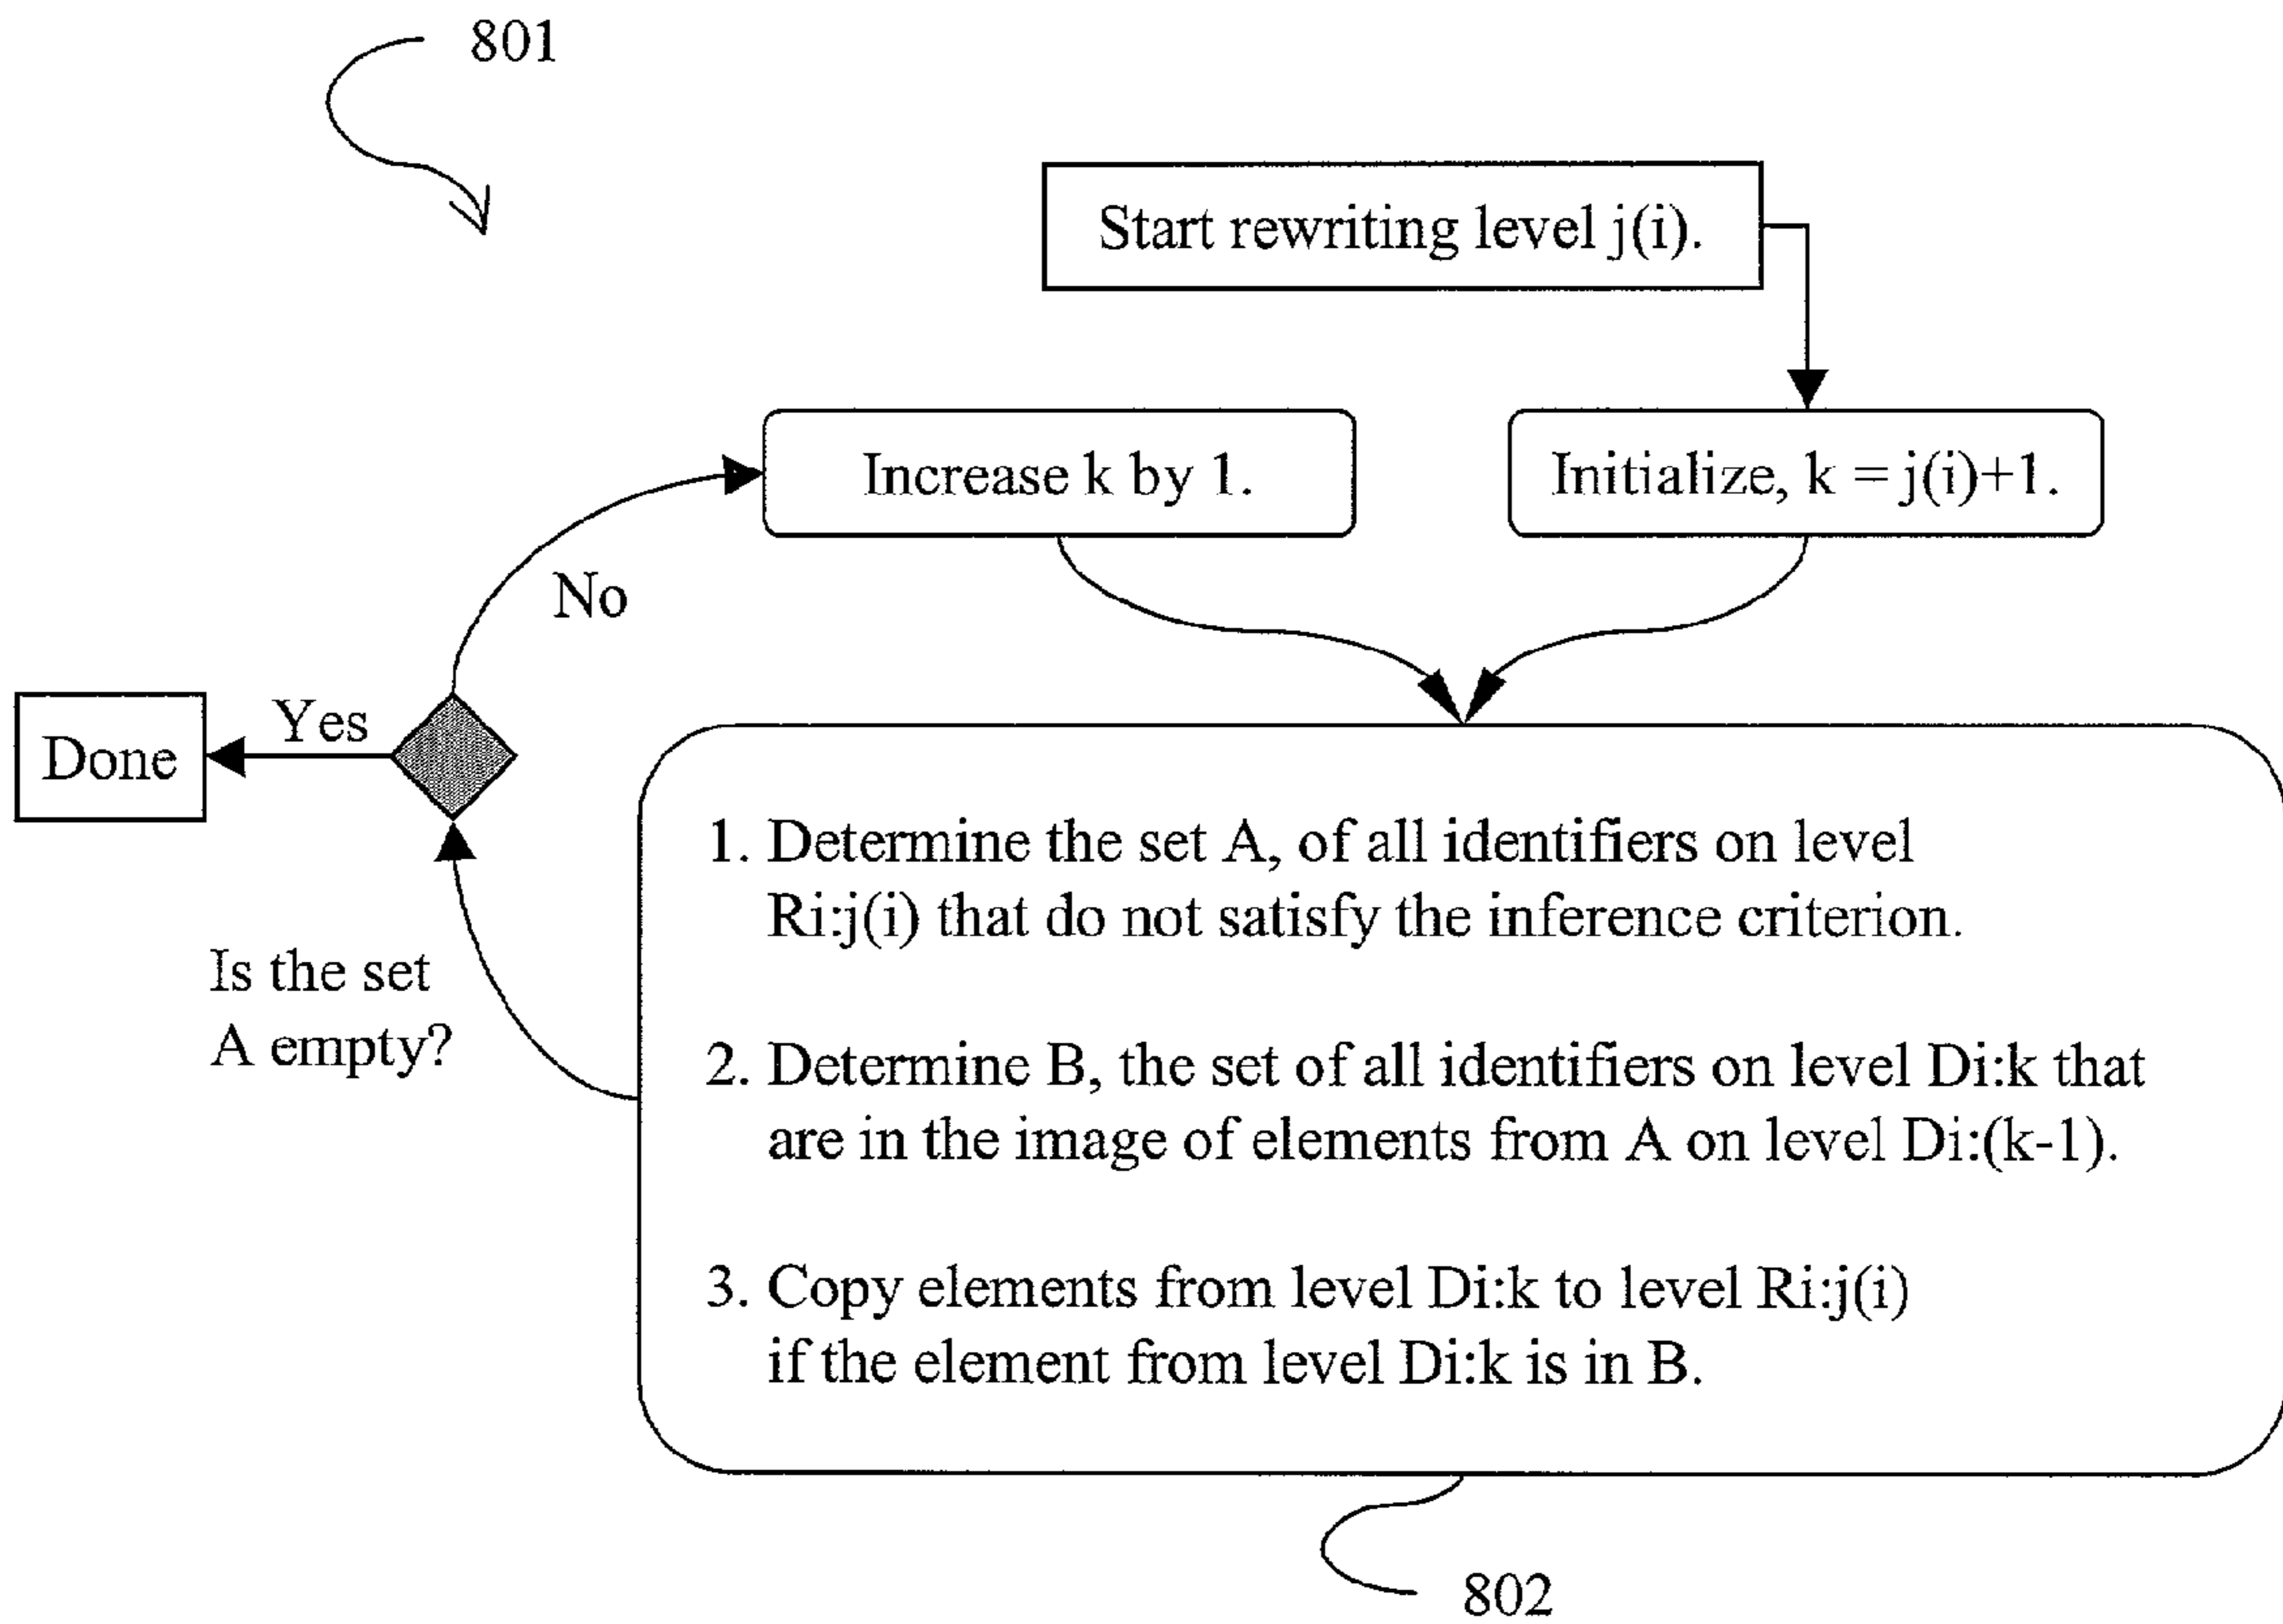 801
Start rewriting level j(i).
Increase k by 1.
Initialize, k = j(i)+1.
No
Yes
Done
Is the set
A empty?
1. Determine the set A, of all identifiers on level
Ri:j(i) that do not satisfy the inference criterion.
2. Determine B, the set of all identifiers on level Di:k that
are in the image of elements from A on level Di:(k-1).
3. Copy elements from level Di:k to level Ri:j(i)
if the element from level Di:k is in B.
802